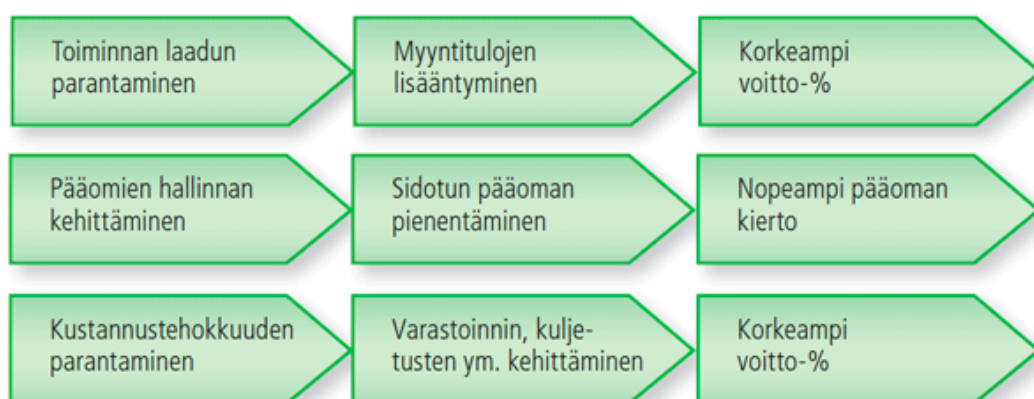 Toiminnan laadun
parantaminen
Myyntitulojen
lisääntyminen
Korkeampi
voitto-%
Pääomien hallinnan
kehittäminen
Sidotun pääoman
pienentäminen
Nopeampi pääoman
kierto
Kustannustehokkuuden
parantaminen
Varastoinnin, kulje-
tusten ym. kehittäminen
Korkeampi
voitto-%